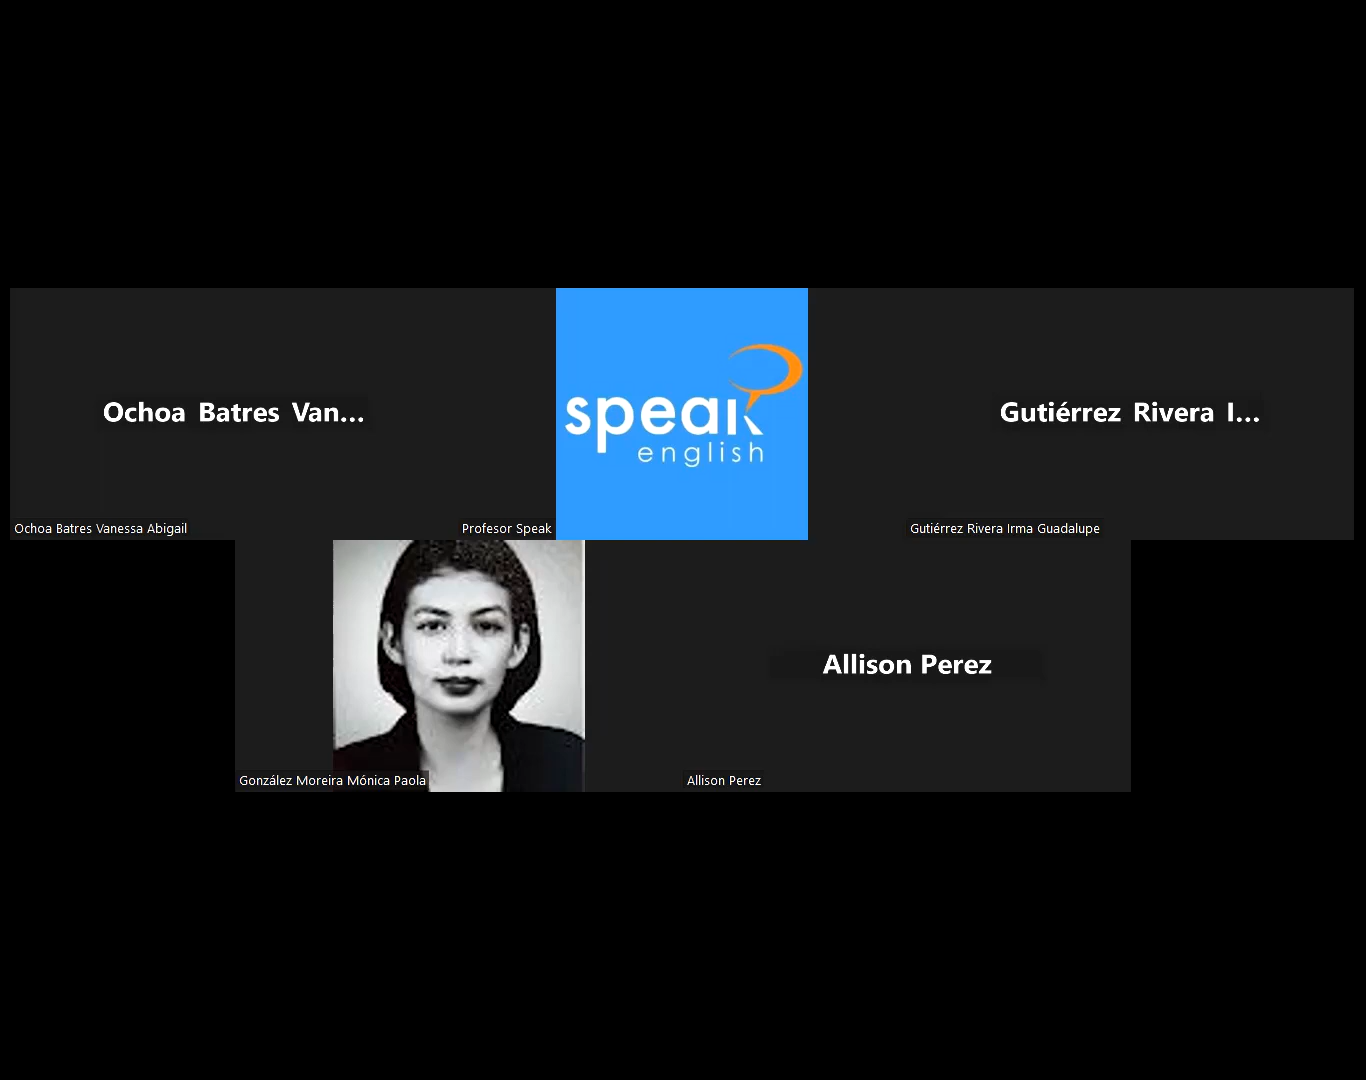 Ochoa Batres Van...
speak
english
Gutiérrez Rivera I...
Ochoa Batres Vanessa Abigail
Profesor Speak
Gutiérrez Rivera Irma Guadalupe
Allison Perez
González Moreira Mónica Paola
Allison Perez